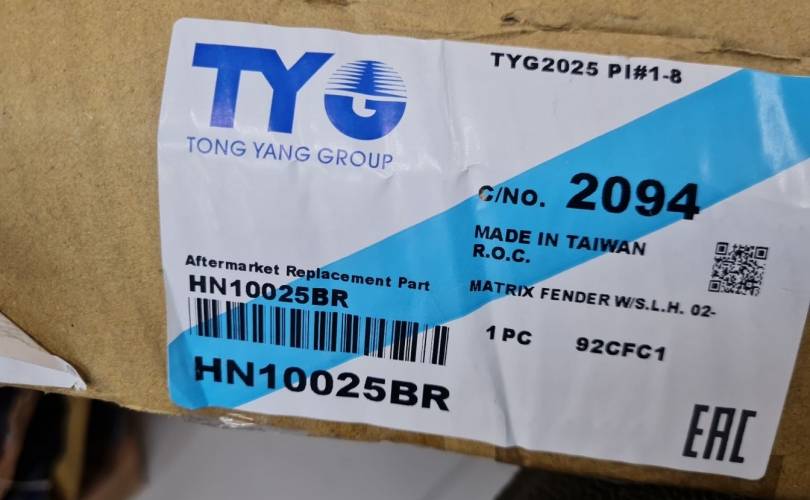 TYG
TONG YANG GROUP
TYG2025 PI#1-8
C/NO. 2094
MADE IN TAIWAN
R.O.C.
Aftermarket Replacement Part
HN10025BR
MATRIX FENDER W/S.L.H. 02-
1 PC 92CFC1
HN10025BR
EAC